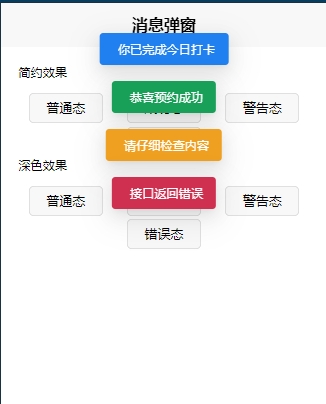 消息弹窗
你已完成今日打卡
简约效果
恭喜预约成功
普通态
警告态
请仔细检查内容
深色效果
接口返回错误
普通态
警告态
错误态